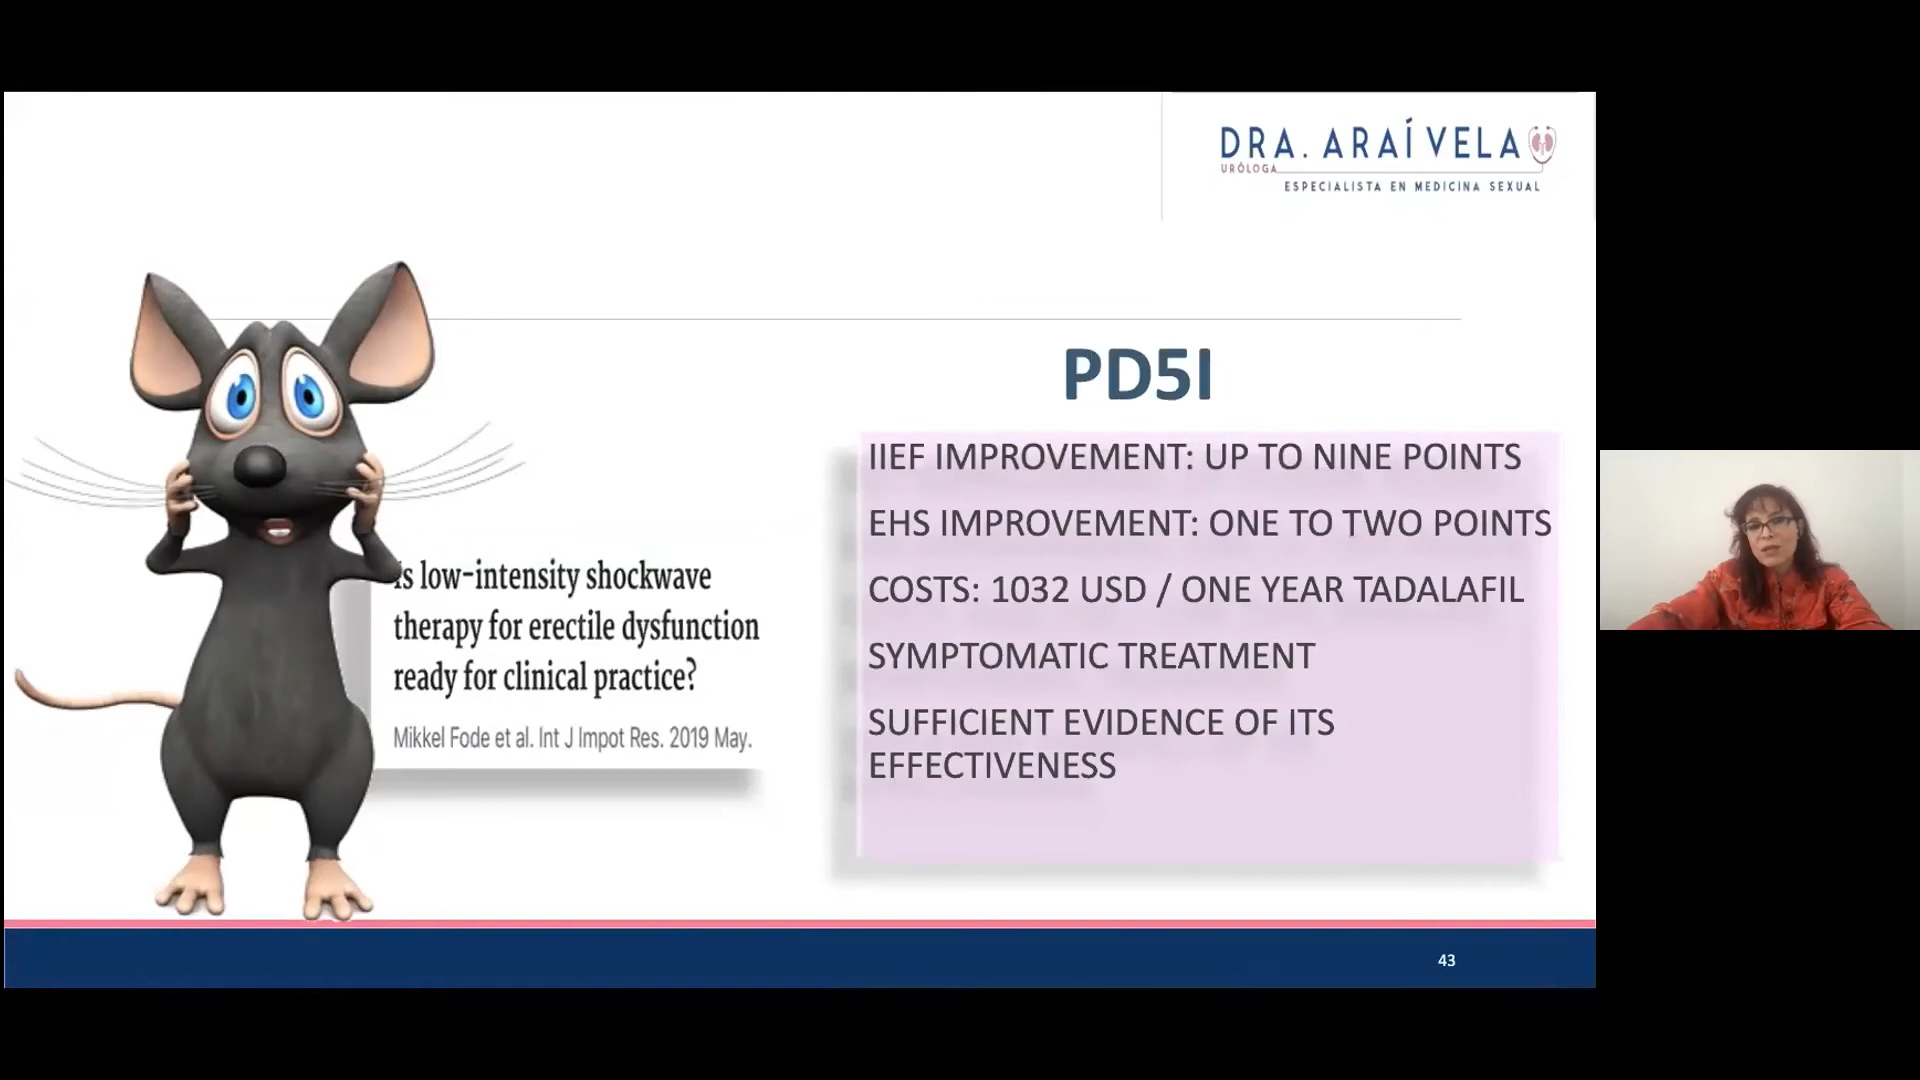 DRA. ARAÍ VELA
URÓLOGA
ESPECIALISTA EN MEDICINA SEXUAL
Is low-intensity shockwave
therapy for erectile dysfunction
ready for clinical practice?
Mikkel Fode et al. Int J Impot Res. 2019 May.
PD5I
IIEF IMPROVEMENT: UP TO NINE POINTS
EHS IMPROVEMENT: ONE TO TWO POINTS
COSTS: 1032 USD / ONE YEAR TADALAFIL
SYMPTOMATIC TREATMENT
SUFFICIENT EVIDENCE OF ITS
EFFECTIVENESS
43